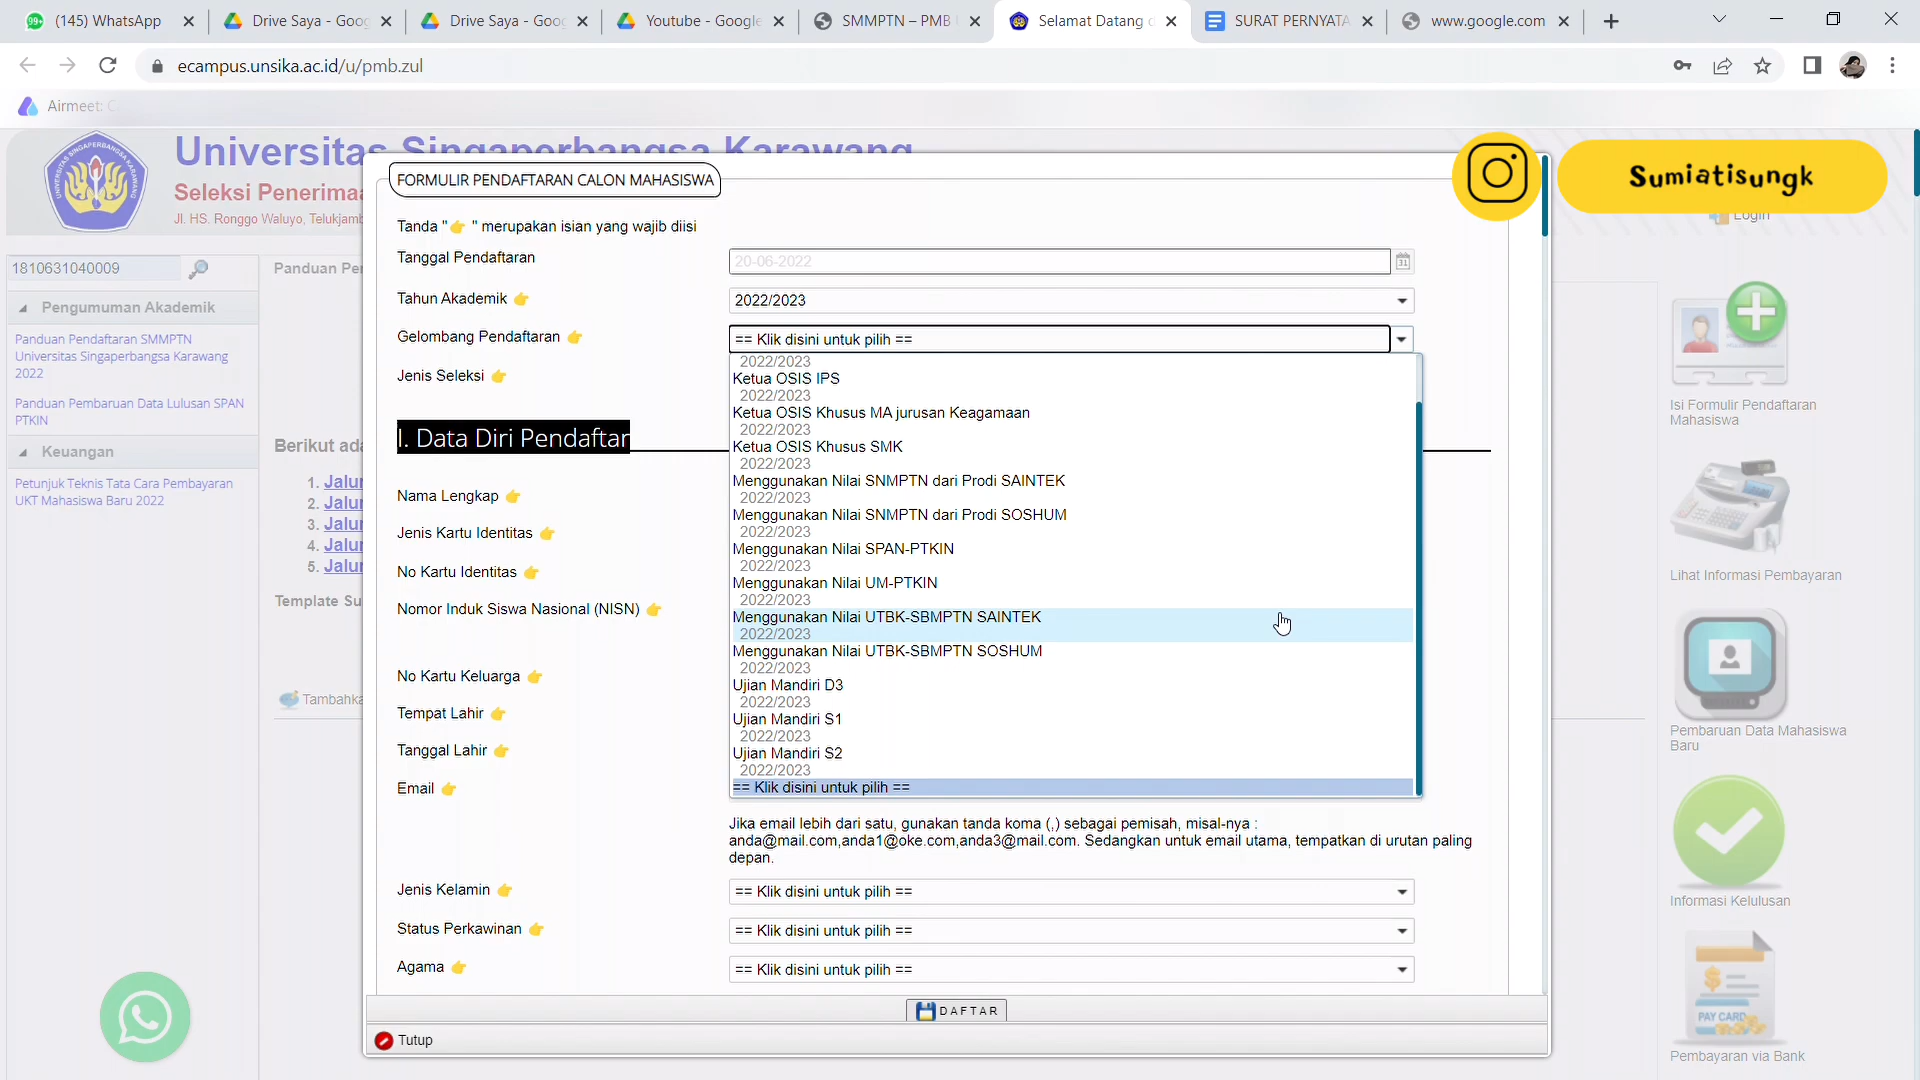 (145) WhatsApp
Drive Saya - Goog
Drive Saya - Goog
Youtube - Google
SMMPTN – PMB
Selamat Datang d
SURAT PERNYATA
www.google.com
ecampus.unsika.ac.id/u/pmb.zul
Airmeet:
Universitas Singaperbangsa Karawang
Seleksi Penerimaa
Jl. HS. Ronggo Waluyo, Telukjamb
Sumiatisungk
Login
1810631040009
Panduan Per
Pengumuman Akademik
Panduan Pendaftaran SMMPTN
Universitas Singaperbangsa Karawang
2022
Panduan Pembaruan Data Lulusan SPAN
PTKIN
Keuangan
Petunjuk Teknis Tata Cara Pembayaran
UKT Mahasiswa Baru 2022
Berikut ada
1. Jalur
2. Jalur
3. Jalur
4. Jalur
5. Jalur
Template Su
Tambahka
FORMULIR PENDAFTARAN CALON MAHASISWA
Tanda "👉 " merupakan isian yang wajib diisi
Tanggal Pendaftaran
20-06-2022
31
Tahun Akademik 👉
2022/2023
Gelombang Pendaftaran 👉
== Klik disini untuk pilih ==
Jenis Seleksi 👉
2022/2023
Ketua OSIS IPS
2022/2023
Ketua OSIS Khusus MA jurusan Keagamaan
2022/2023
Ketua OSIS Khusus SMK
2022/2023
Menggunakan Nilai SNMPTN dari Prodi SAINTEK
2022/2023
Menggunakan Nilai SNMPTN dari Prodi SOSHUM
2022/2023
Menggunakan Nilai SPAN-PTKIN
2022/2023
Menggunakan Nilai UM-PTKIN
2022/2023
Menggunakan Nilai UTBK-SBMPTN SAINTEK
2022/2023
Menggunakan Nilai UTBK-SBMPTN SOSHUM
2022/2023
Ujian Mandiri D3
2022/2023
Ujian Mandiri S1
2022/2023
Ujian Mandiri S2
2022/2023
== Klik disini untuk pilih ==
I. Data Diri Pendaftar
Nama Lengkap 👉
Jenis Kartu Identitas 👉
No Kartu Identitas 👉
Nomor Induk Siswa Nasional (NISN) 👉
No Kartu Keluarga 👉
Tempat Lahir 👉
Tanggal Lahir 👉
Email 👉
Jika email lebih dari satu, gunakan tanda koma (,) sebagai pemisah, misal-nya :
anda@mail.com,anda1@oke.com,anda3@mail.com. Sedangkan untuk email utama, tempatkan di urutan paling
depan.
Jenis Kelamin 👉
== Klik disini untuk pilih ==
Status Perkawinan 👉
== Klik disini untuk pilih ==
Agama 👉
== Klik disini untuk pilih ==
DAFTAR
Tutup
Isi Formulir Pendaftaran
Mahasiswa
Lihat Informasi Pembayaran
Pembaruan Data Mahasiswa
Baru
Informasi Kelulusan
PAY CARD
Pembayaran via Bank